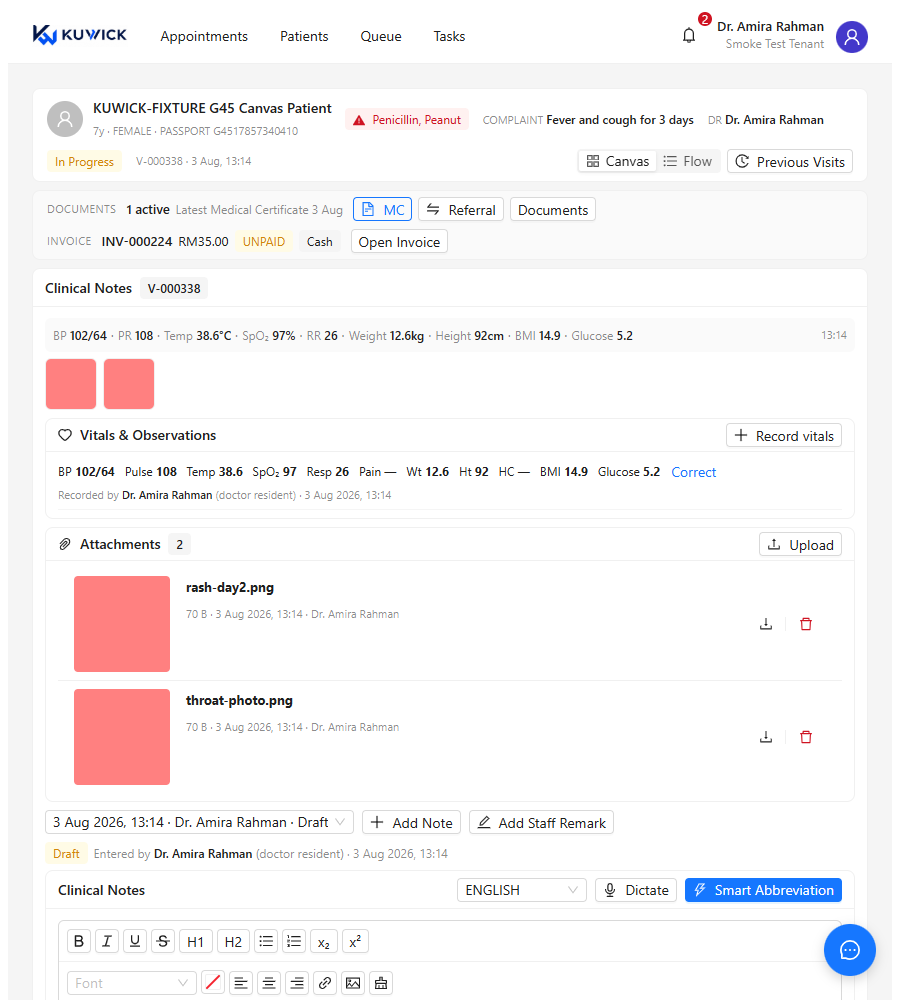 KUWICK Appointments Patients Queue Tasks 2 Dr. Amira Rahman
Smoke Test Tenant
KUWICK-FIXTURE G45 Canvas Patient
7y · FEMALE · PASSPORT G4517857340410
Penicillin, Peanut COMPLAINT Fever and cough for 3 days DR Dr. Amira Rahman
In Progress V-000338 · 3 Aug, 13:14 Canvas Flow Previous Visits
DOCUMENTS 1 active Latest Medical Certificate 3 Aug MC Referral Documents
INVOICE INV-000224 RM35.00 UNPAID Cash Open Invoice
Clinical Notes V-000338
BP 102/64 · PR 108 · Temp 38.6°C · SpO₂ 97% · RR 26 · Weight 12.6kg · Height 92cm · BMI 14.9 · Glucose 5.2 13:14
Vitals & Observations Record vitals
BP 102/64 Pulse 108 Temp 38.6 SpO₂ 97 Resp 26 Pain — Wt 12.6 Ht 92 HC — BMI 14.9 Glucose 5.2 Correct
Recorded by Dr. Amira Rahman (doctor resident) · 3 Aug 2026, 13:14
Attachments 2 Upload
rash-day2.png
70 B · 3 Aug 2026, 13:14 · Dr. Amira Rahman
throat-photo.png
70 B · 3 Aug 2026, 13:14 · Dr. Amira Rahman
3 Aug 2026, 13:14 · Dr. Amira Rahman · Draft Add Note Add Staff Remark
Draft Entered by Dr. Amira Rahman (doctor resident) · 3 Aug 2026, 13:14
Clinical Notes ENGLISH Dictate Smart Abbreviation
B I U S H1 H2 x₂ x²
Font